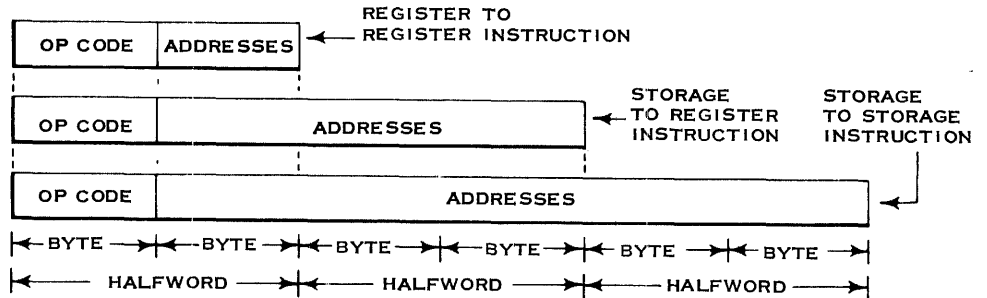 REGISTER TO
REGISTER INSTRUCTION
OP CODE ADDRESSES
STORAGE
TO REGISTER
INSTRUCTION
STORAGE
TO STORAGE
INSTRUCTION
OP CODE ADDRESSES
OP CODE ADDRESSES
BYTE BYTE BYTE BYTE BYTE BYTE
HALFWORD HALFWORD HALFWORD